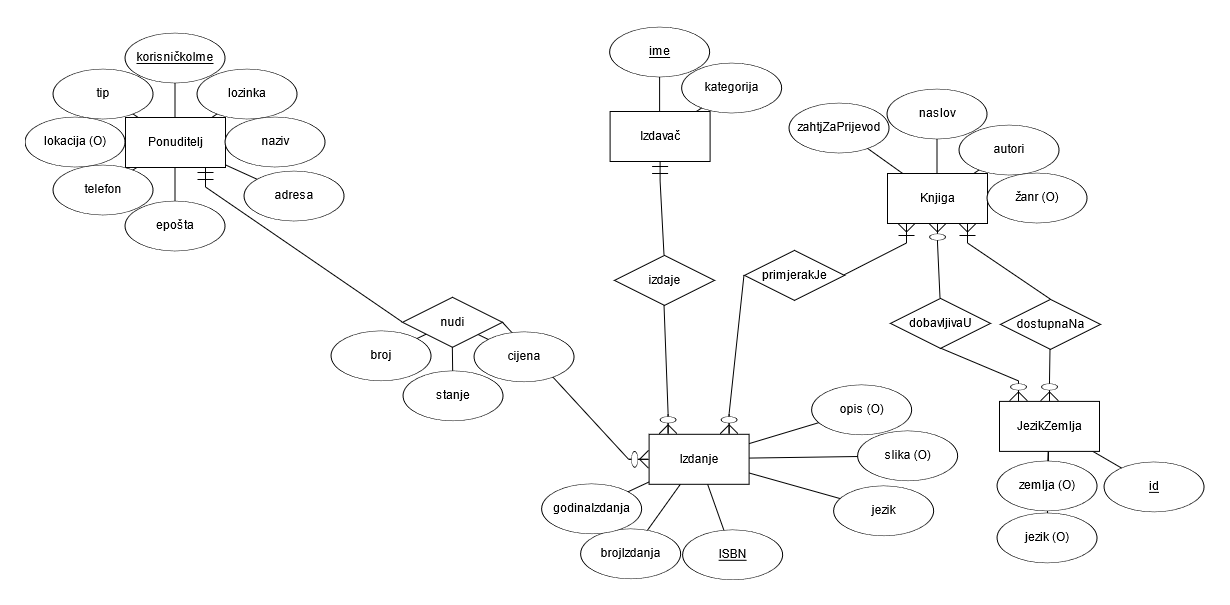 korisničkoIme
tip
lozinka
lokacija (O)
Ponuditelj
naziv
telefon
adresa
epošta
ime
kategorija
Izdavač
zahtjZaPrijevod
naslov
autori
Knjiga
žanr (O)
izdaje
primjerakJe
nudi
dobavljivaU
dostupnaNa
broj
cijena
stanje
opis (O)
JezikZemlja
Izdanje
slika (O)
zemlja (O)
id
godinaIzdanja
jezik
jezik (O)
brojIzdanja
ISBN